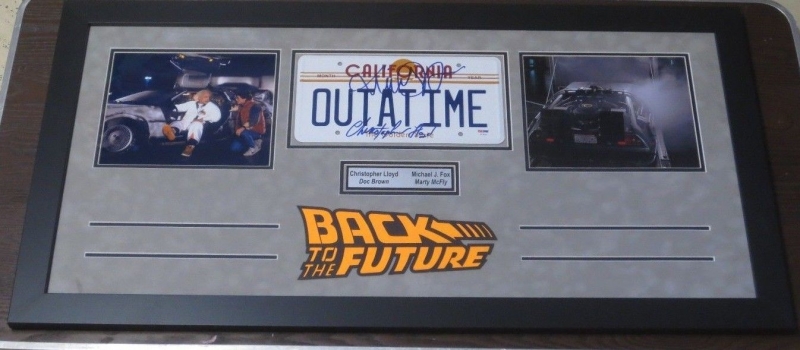 CALIFORNIA
OUTATIME
Christopher Lloyd Michael J. Fox
Doc Brown Marty McFly
BACK
TO THE FUTURE